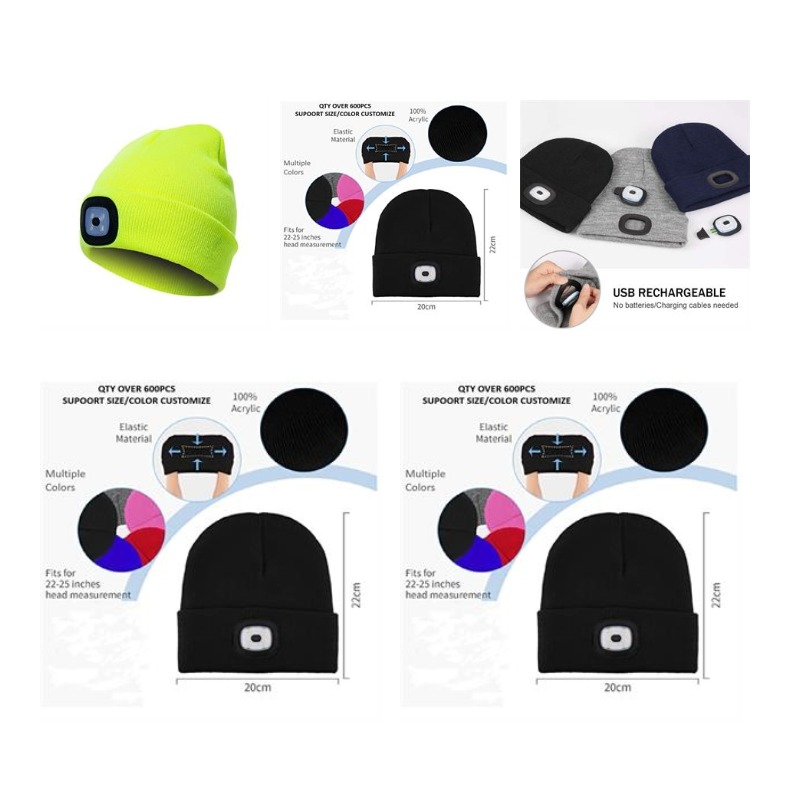 QTY OVER 600PCS
SUPOORT SIZE/COLOR CUSTOMIZE
100%
Acrylic
Elastic
Material
Multiple
Colors
Fits for
22-25 inches
head measurement
22cm
20cm
USB RECHARGEABLE
No batteries/Charging cables needed
QTY OVER 600PCS
SUPOORT SIZE/COLOR CUSTOMIZE
100%
Acrylic
Elastic
Material
Multiple
Colors
Fits for
22-25 inches
head measurement
22cm
20cm
QTY OVER 600PCS
SUPOORT SIZE/COLOR CUSTOMIZE
100%
Acrylic
Elastic
Material
Multiple
Colors
Fits for
22-25 inches
head measurement
22cm
20cm